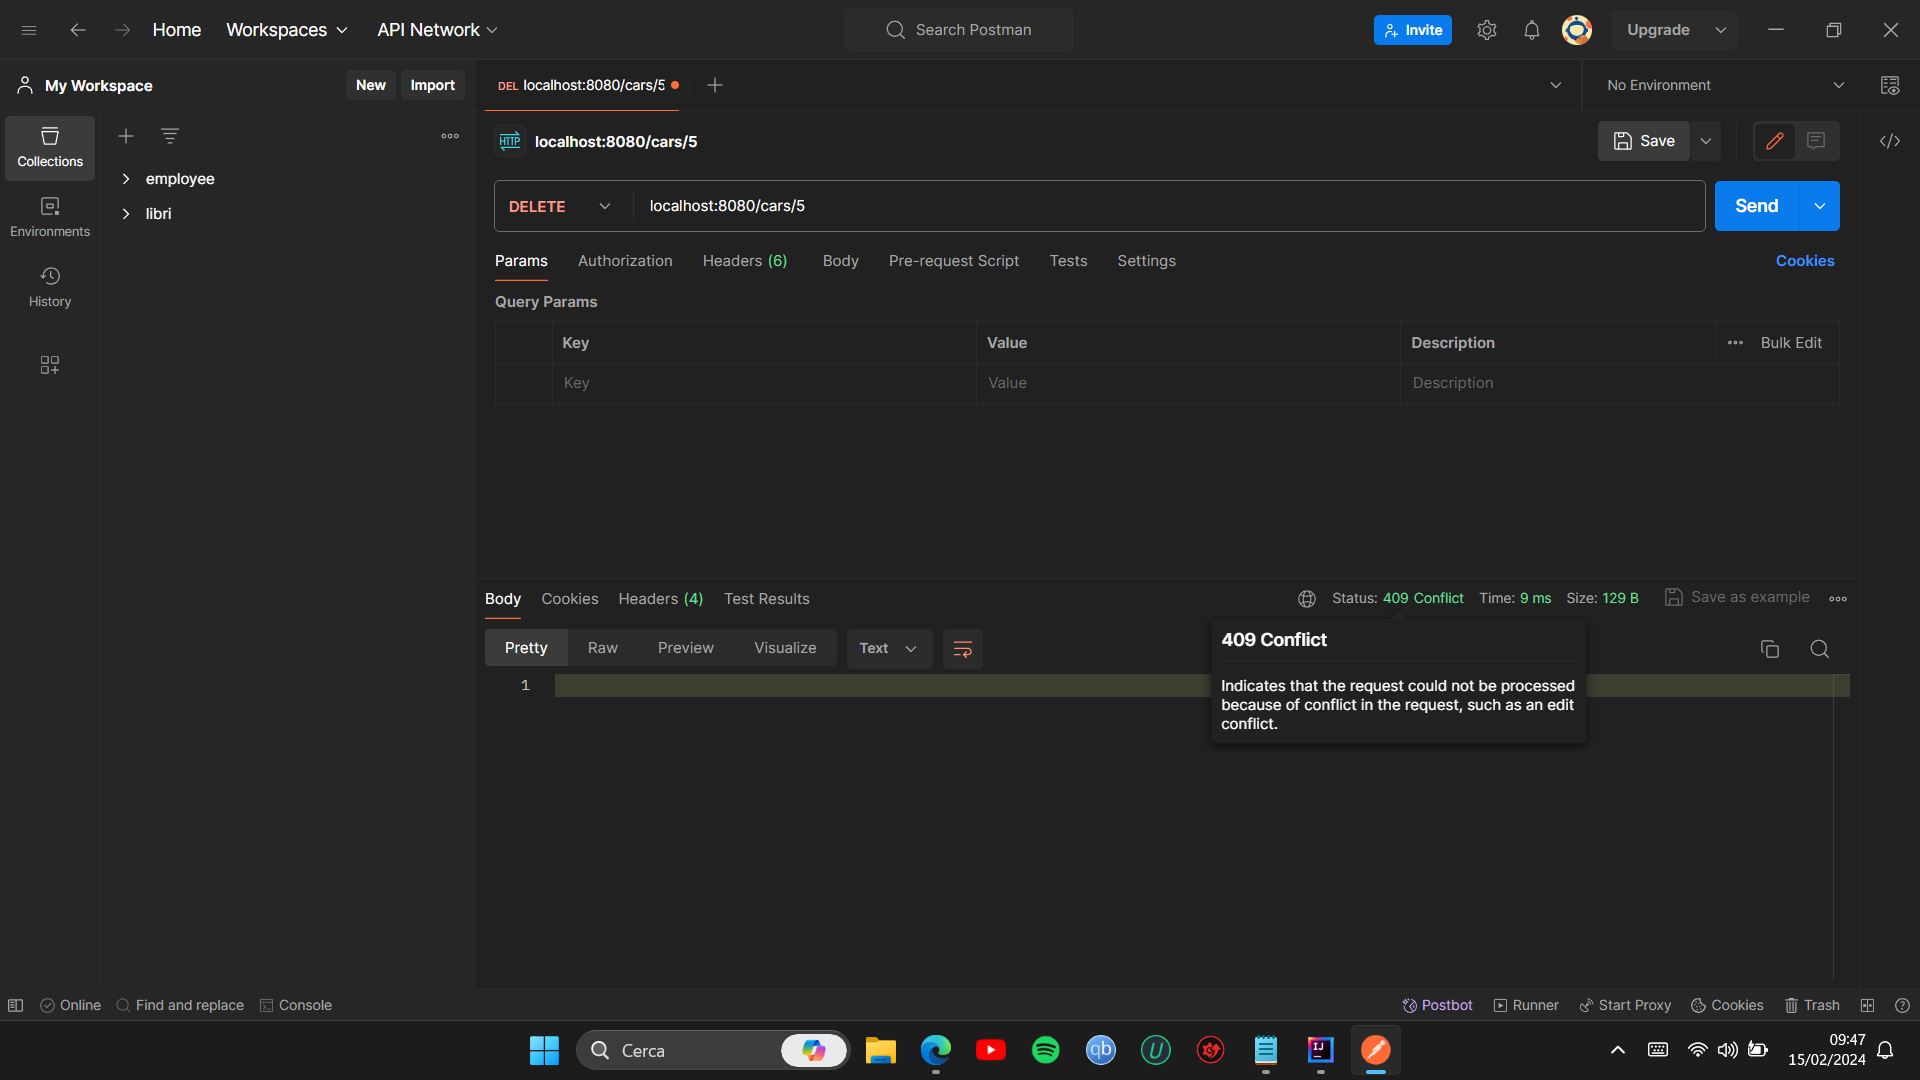 Home
Workspaces
API Network
Search Postman
Invite
Upgrade
My Workspace
New
Import
DEL localhost:8080/cars/5
No Environment
Collections
employee
libri
HTTP localhost:8080/cars/5
Save
Environments
DELETE
localhost:8080/cars/5
Send
Params
Authorization
Headers (6)
Body
Pre-request Script
Tests
Settings
Cookies
History
Query Params
Key
Value
Description
Bulk Edit
Key
Value
Description
Body
Cookies
Headers (4)
Test Results
Status: 409 Conflict
Time: 9 ms
Size: 129 B
Save as example
Pretty
Raw
Preview
Visualize
Text
409 Conflict
Indicates that the request could not be processed
because of conflict in the request, such as an edit
conflict.
1
Online
Find and replace
Console
Postbot
Runner
Start Proxy
Cookies
Trash
Cerca
qb
U
IJ
09:47
15/02/2024